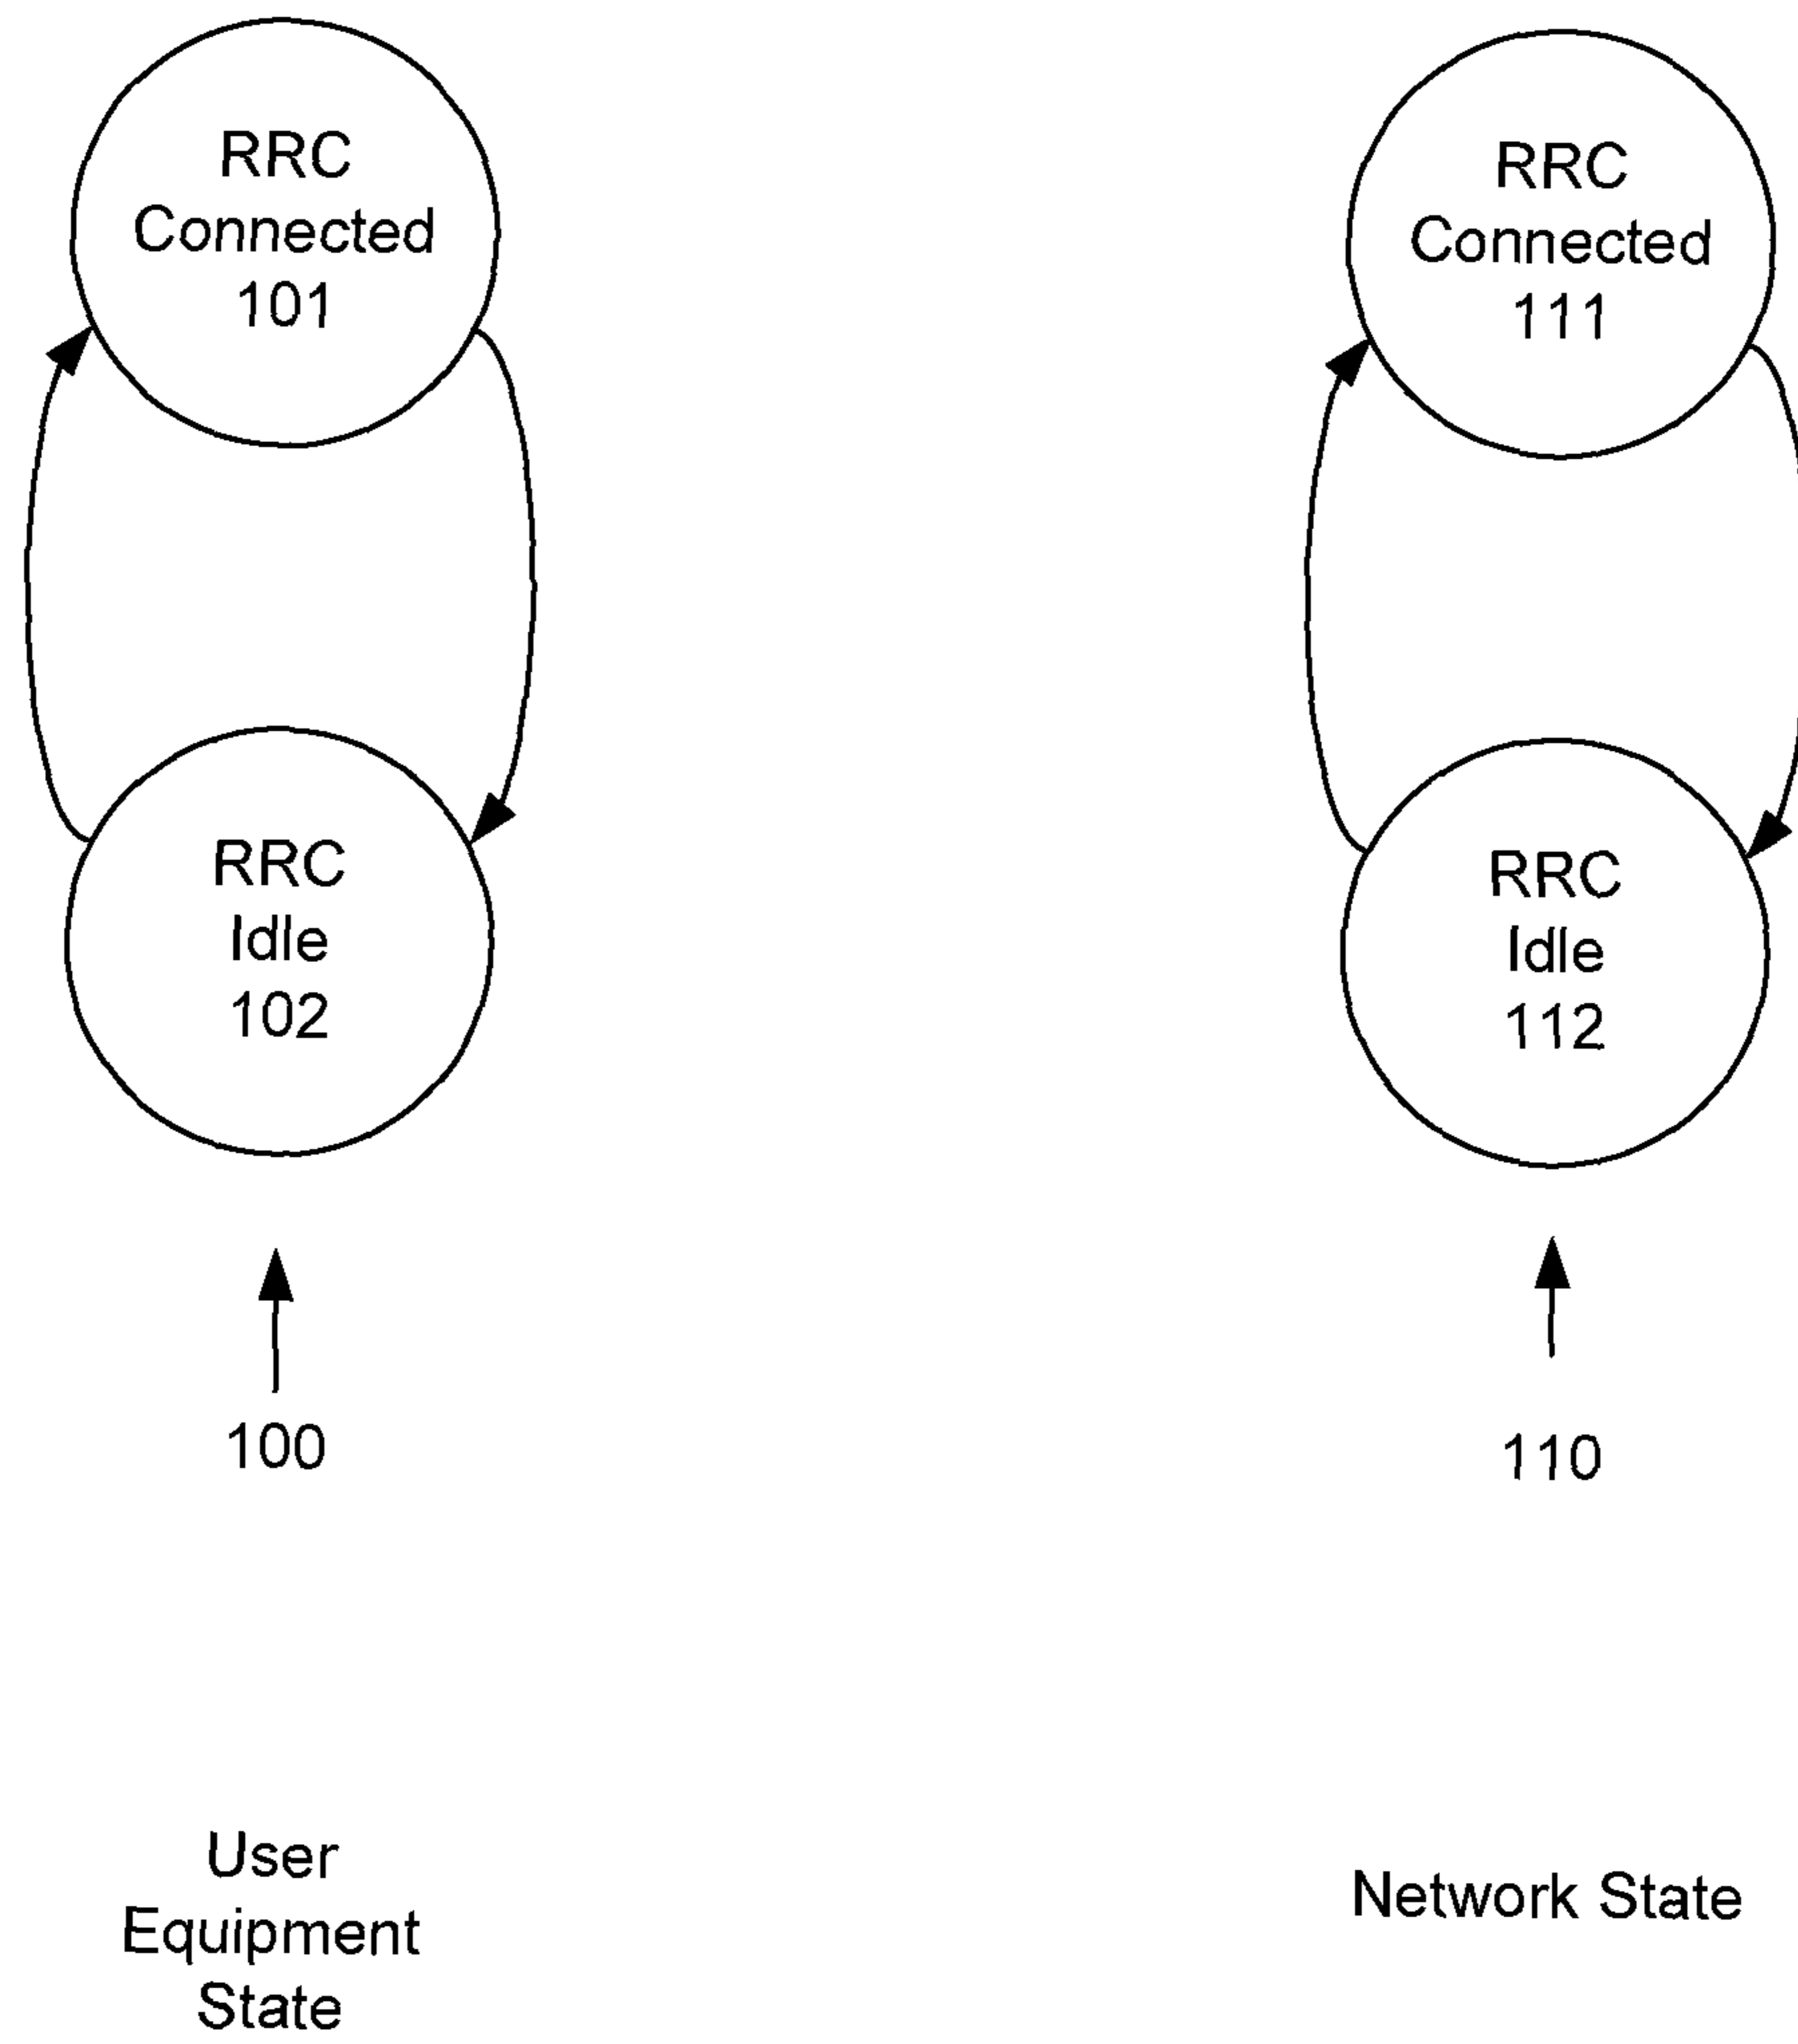 RRC
Connected
101
RRC
Idle
102
100
User
Equipment
State
RRC
Connected
111
RRC
Idle
112
110
Network State